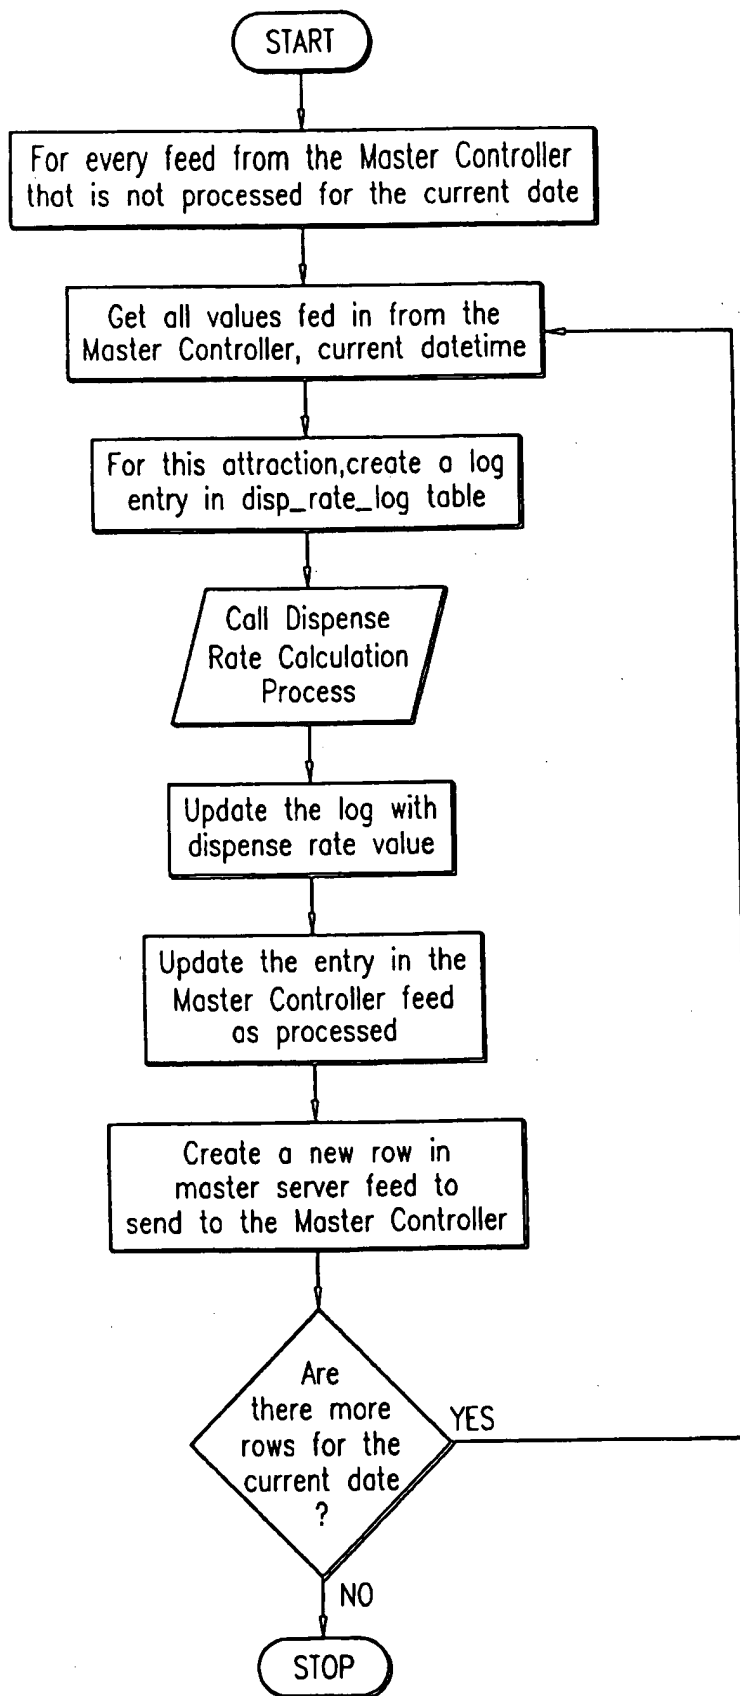 START
For every feed from the Master Controller
that is not processed for the current date
Get all values fed in from the
Master Controller, current datetime
For this attraction,create a log
entry in disp_rate_log table
Call Dispense
Rate Calculation
Process
Update the log with
dispense rate value
Update the entry in the
Master Controller feed
as processed
Create a new row in
master server feed to
send to the Master Controller
Are
there more
rows for the
current date
?
YES
NO
STOP